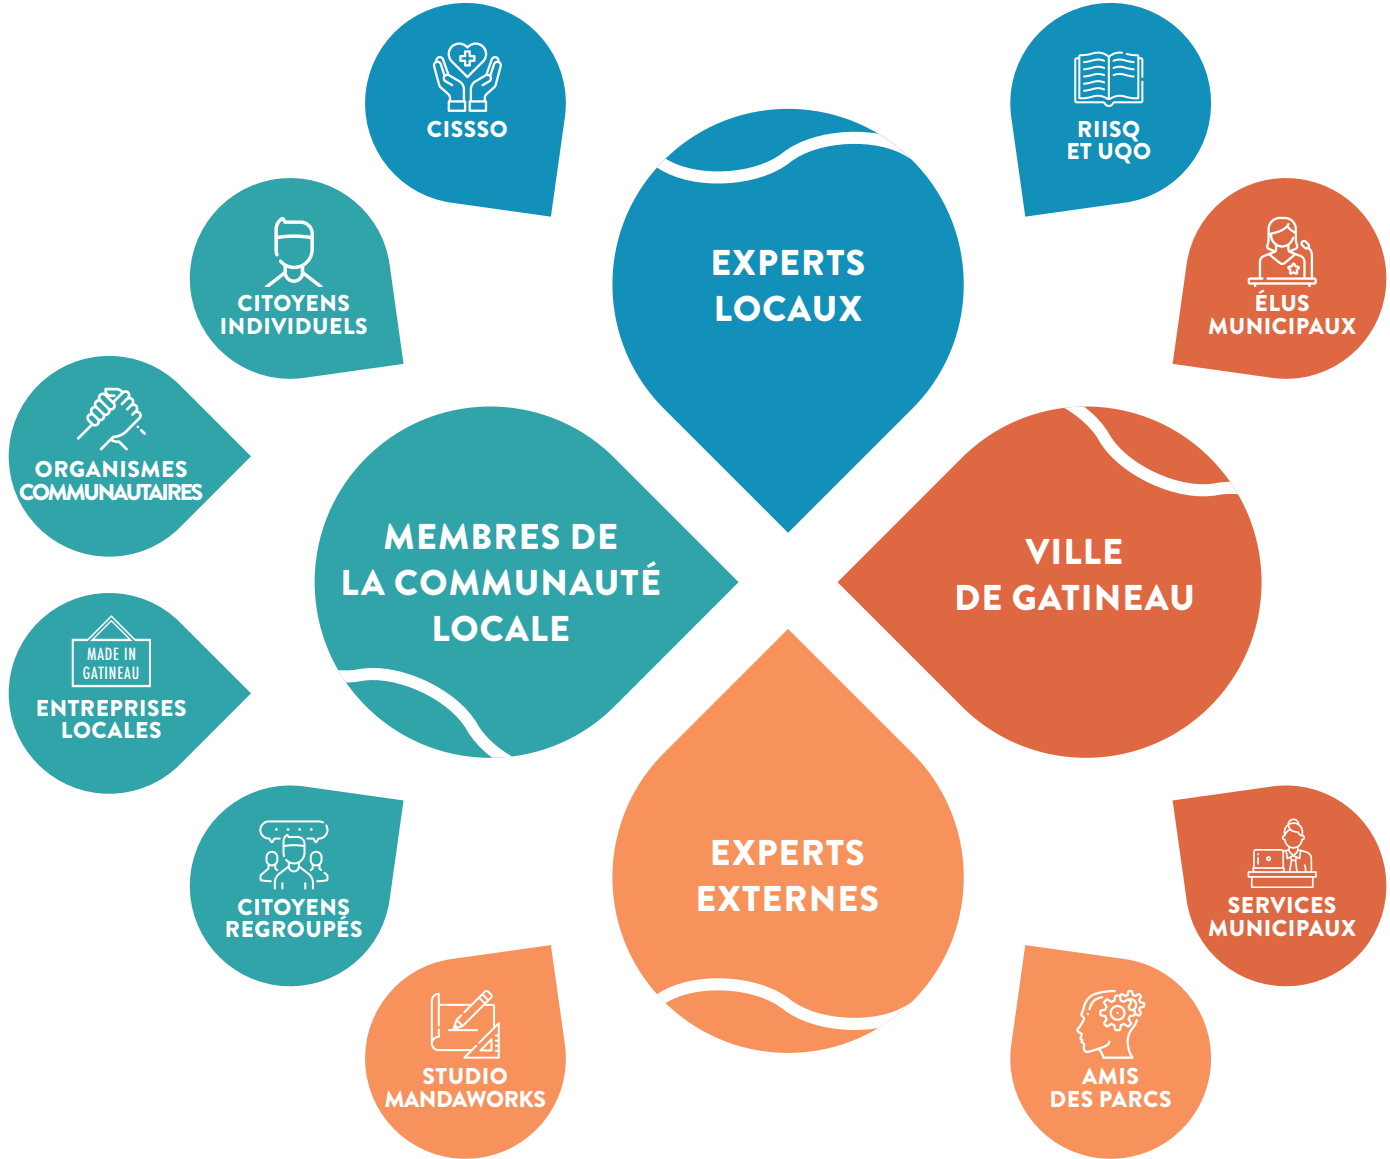 CISSSO
RIISQ
ET UQO
EXPERTS
LOCAUX
CITOYENS
INDIVIDUELS
ÉLUS
MUNICIPAUX
ORGANISMES
COMMUNAUTAIRES
MEMBRES DE
LA COMMUNAUTÉ
LOCALE
VILLE
DE GATINEAU
MADE IN
GATINEAU
ENTREPRISES
LOCALES
EXPERTS
EXTERNES
CITOYENS
REGROUPÉS
SERVICES
MUNICIPAUX
STUDIO
MANDAWORKS
AMIS
DES PARCS